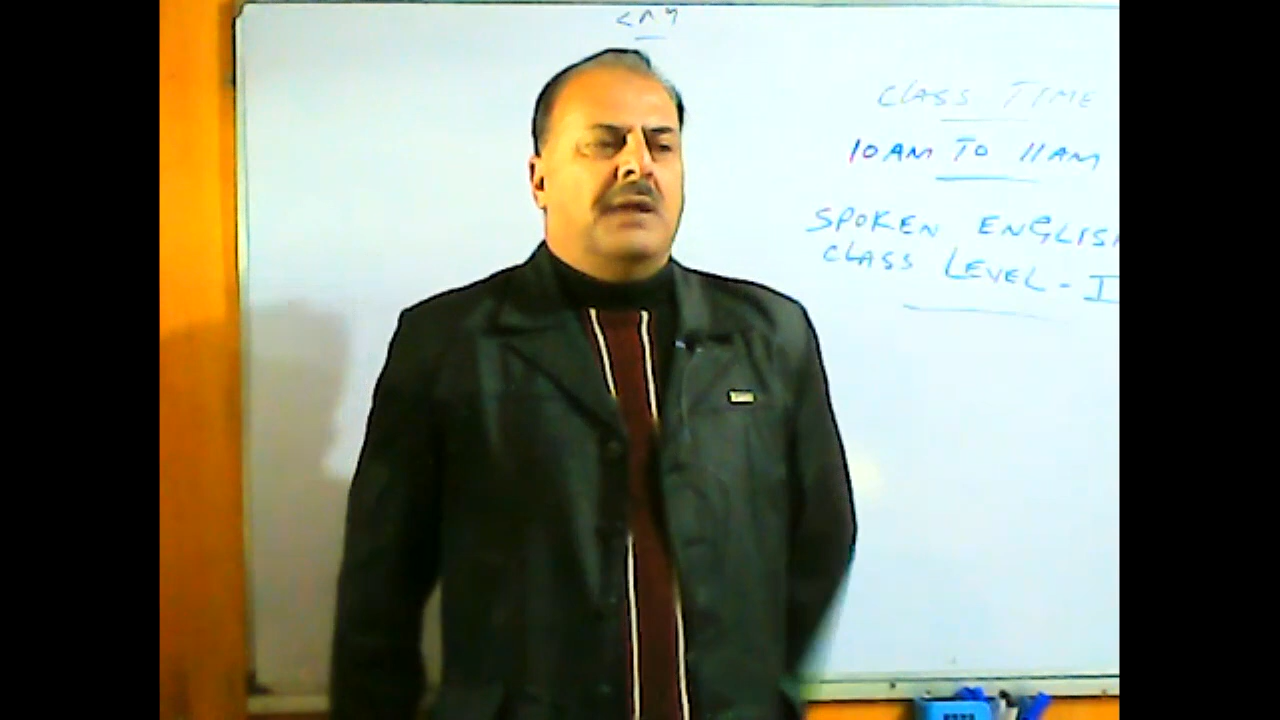 CLASS TIME
10AM TO 11AM
SPOKEN ENGLISH
CLASS LEVEL - I